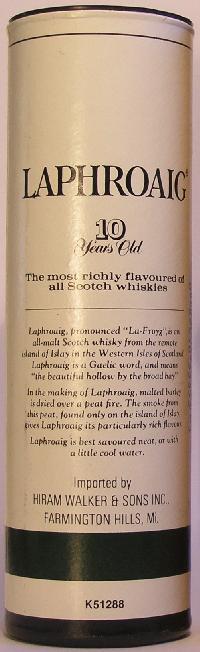 LAPHROAIG®
10
Years Old
The most richly flavoured of
all Scotch whiskies
Laphroaig, pronounced "La-Froyg", is an
all-malt Scotch whisky from the remote
island of Islay in the Western Isles of Scotland
Laphroaig is a Gaelic word, and means
"the beautiful hollow by the broad bay"
In the making of Laphroaig, malted barley
is dried over a peat fire. The smoke from
this peat, found only on the island of Islay,
gives Laphroaig its particularly rich flavour.
Laphroaig is best savoured neat, or with
a little cool water.
Imported by
HIRAM WALKER & SONS INC.,
FARMINGTON HILLS, Mi.
K51288